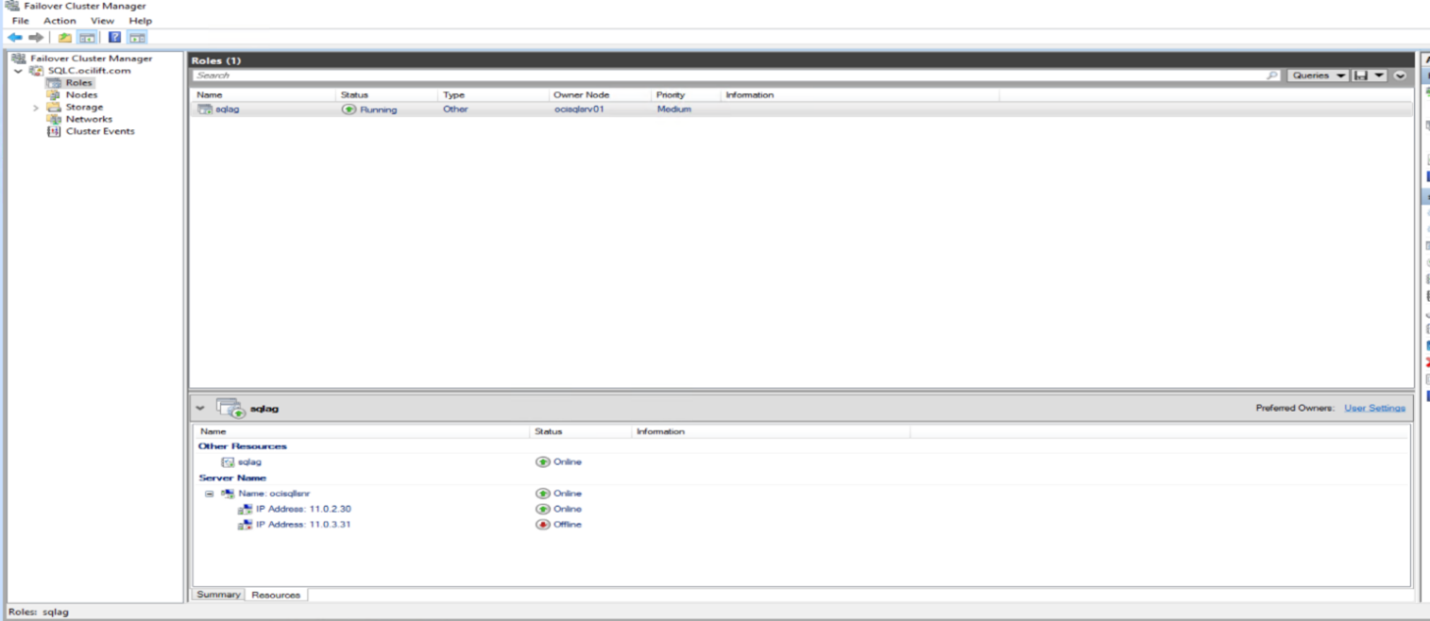 Failover Cluster Manager
File Action View Help
Failover Cluster Manager
SQLC.ocilift.com
Roles
Nodes
Storage
Networks
Cluster Events
Roles (1)
Search
Queries
Name Status Type Owner Node Priority Information
sqlag Running Other ocisqlsrv01 Medium
sqlag
Preferred Owners: User Settings
Name Status Information
Other Resources
sqlag Online
Server Name
Name: ocisqllsnr Online
IP Address: 11.0.2.30 Online
IP Address: 11.0.3.31 Offline
Summary Resources
Roles: sqlag